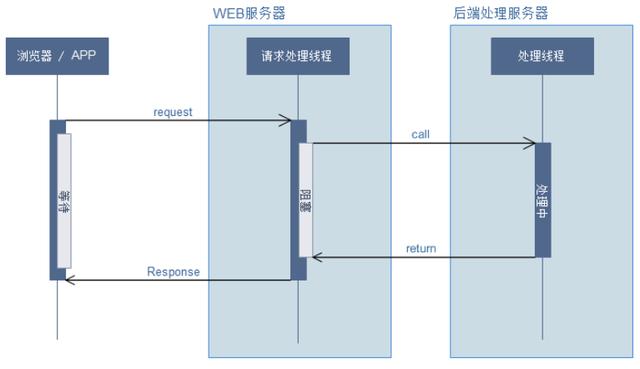 WEB服务器
后端处理服务器
浏览器 / APP
请求处理线程
处理线程
request
call
等待
阻塞
处理中
return
Response